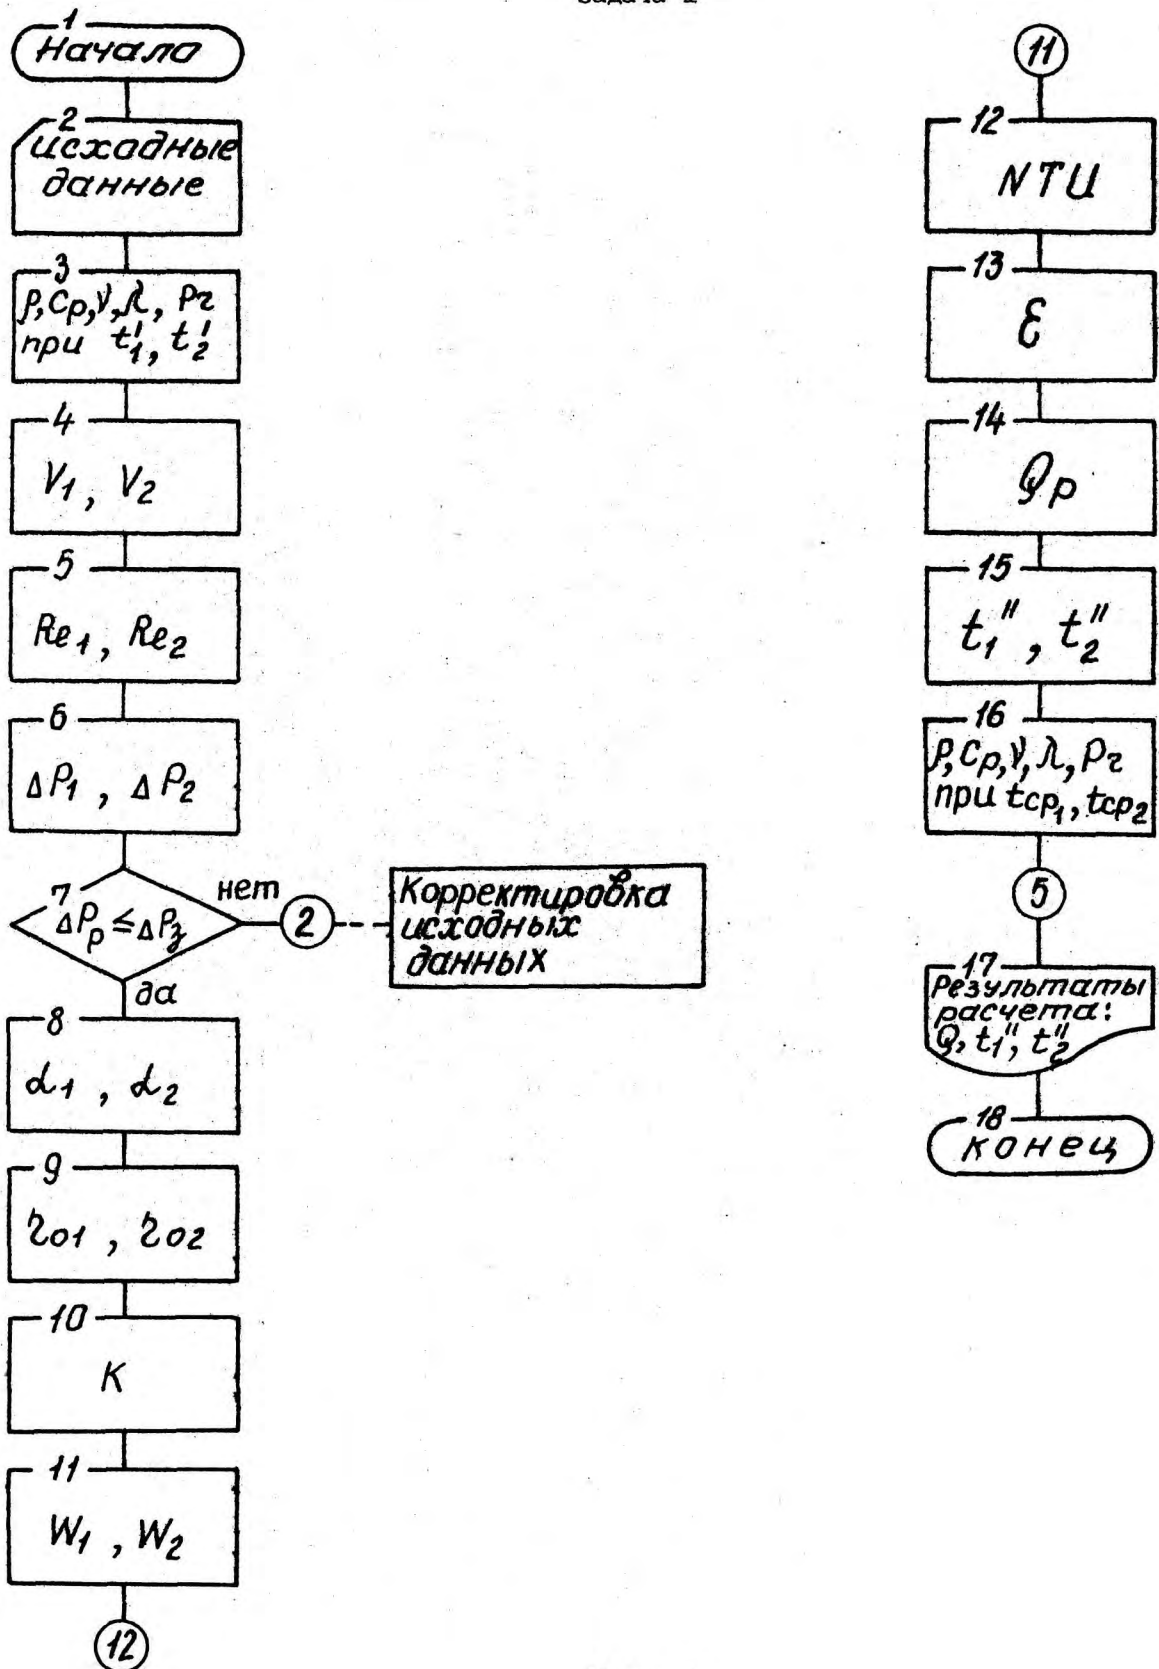 1
Начало
2
исходные
данные
3
ρ, Cp, ν, λ, Pr
при t₁', t₂'
4
V₁, V₂
5
Re₁, Re₂
6
ΔP₁, ΔP₂
7
ΔPр ≤ ΔPз
нет
2
Корректировка
исходных
данных
да
8
α₁, α₂
9
η₀₁, η₀₂
10
K
11
W₁, W₂
12
11
12
NTU
13
ε
14
Qр
15
t₁'', t₂''
16
ρ, Cp, ν, λ, Pr
при tср₁, tср₂
5
17
Результаты
расчета:
Q, t₁'', t₂''
18
конец